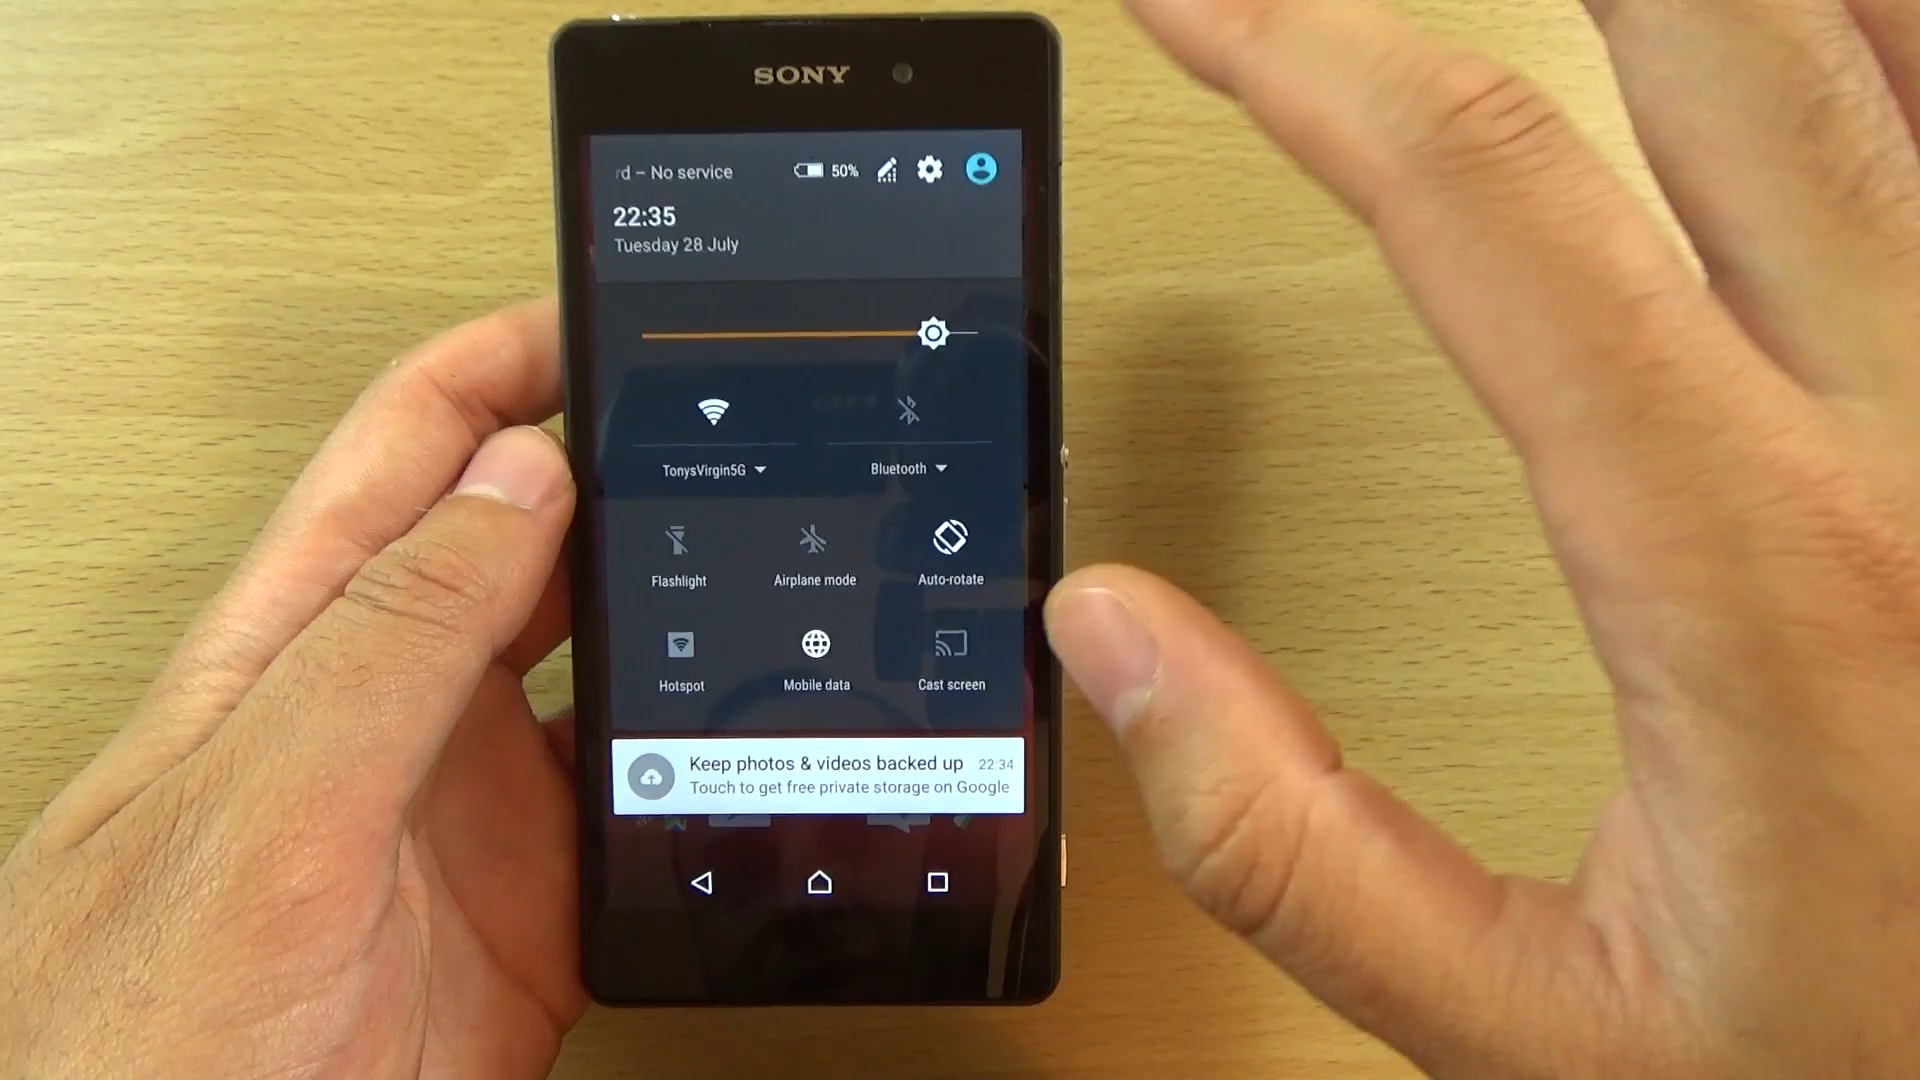 SONY
rd – No service
50%
22:35
Tuesday 28 July
TonysVirgin5G
Bluetooth
Flashlight
Airplane mode
Auto-rotate
Hotspot
Mobile data
Cast screen
Keep photos & videos backed up 22:34
Touch to get free private storage on Google